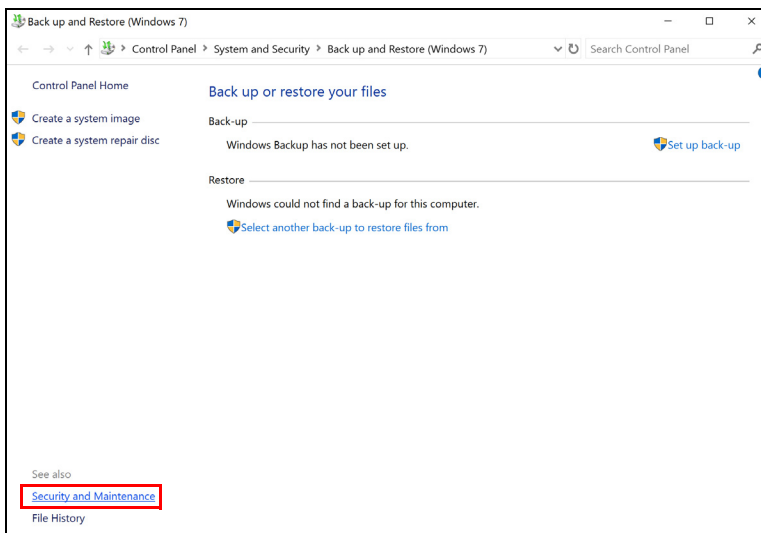 Back up and Restore (Windows 7)
Control Panel > System and Security > Back up and Restore (Windows 7)
Search Control Panel
Control Panel Home
Create a system image
Create a system repair disc
Back up or restore your files
Back-up
Windows Backup has not been set up.
Set up back-up
Restore
Windows could not find a back-up for this computer.
Select another back-up to restore files from
See also
Security and Maintenance
File History